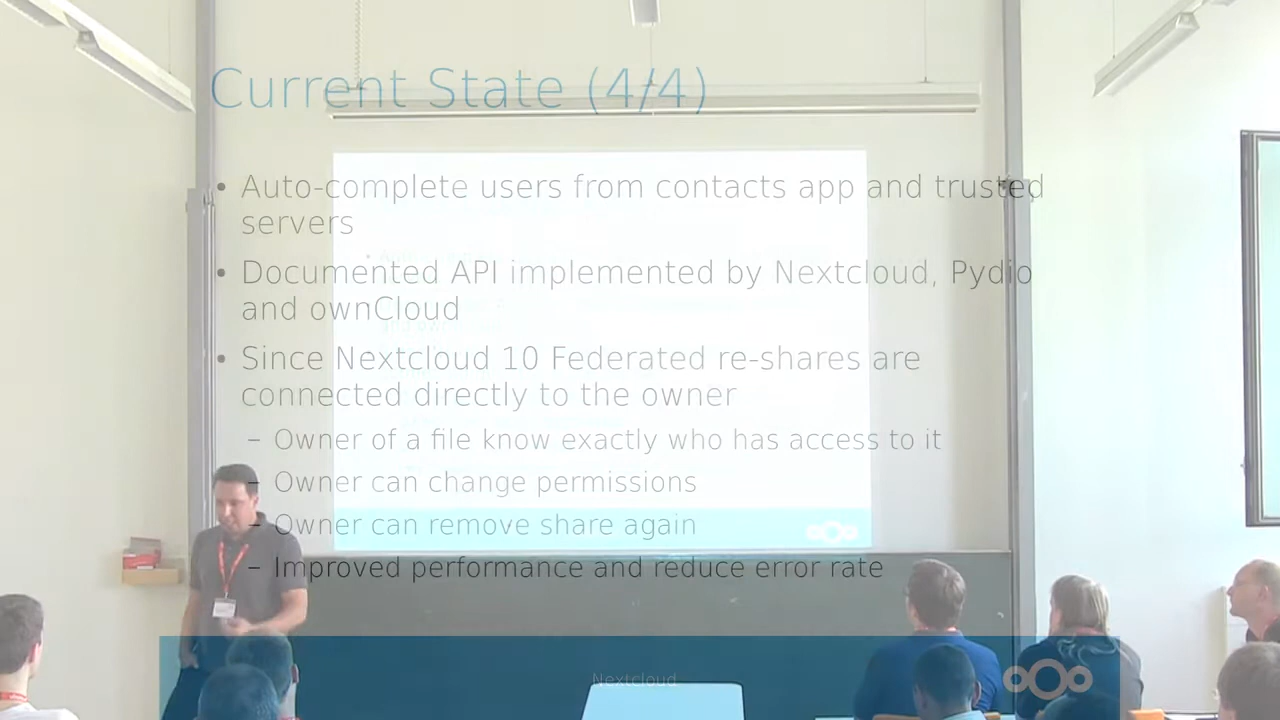 Current State (4/4)
• Auto-complete users from contacts app and trusted
servers
• Documented API implemented by Nextcloud, Pydio
and ownCloud
• Since Nextcloud 10 Federated re-shares are
connected directly to the owner
– Owner of a file know exactly who has access to it
– Owner can change permissions
– Owner can remove share again
– Improved performance and reduce error rate
Nextcloud